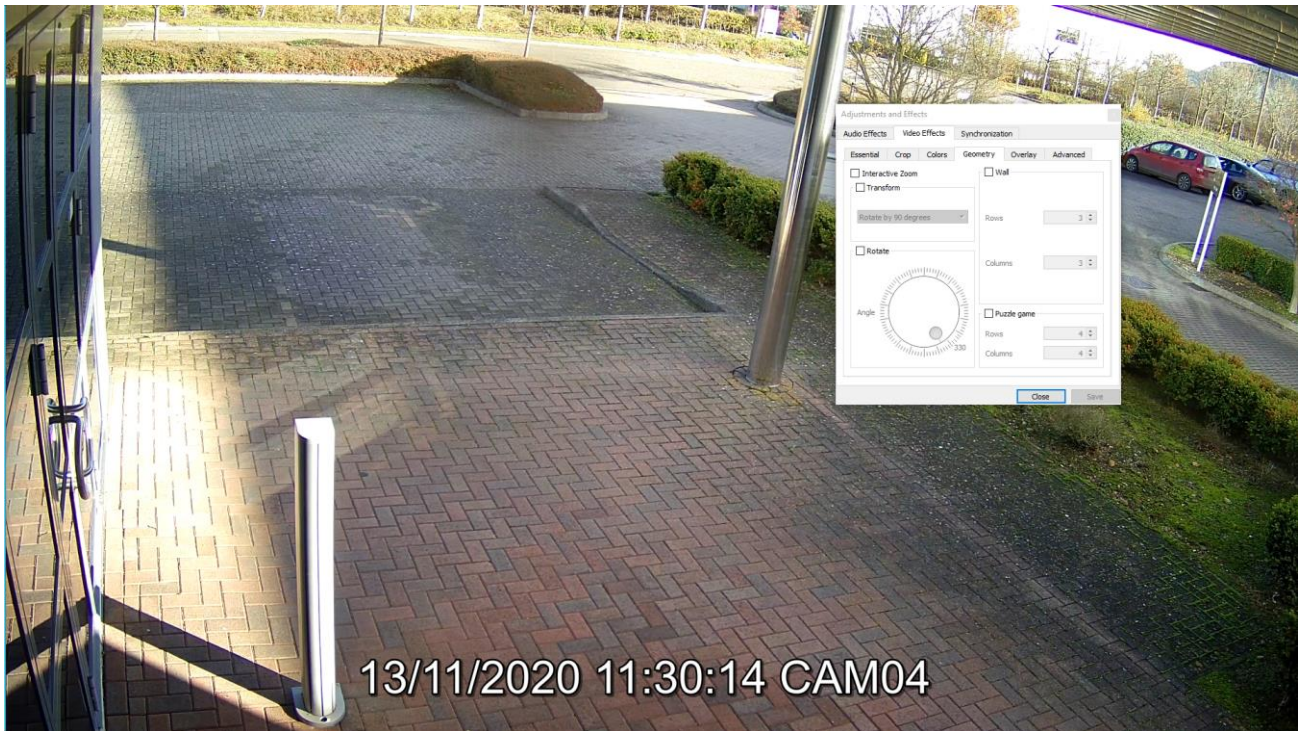 Adjustments and Effects
Audio Effects Video Effects Synchronization
Essential Crop Colors Geometry Overlay Advanced
Interactive Zoom
Transform
Rotate by 90 degrees
Rotate
Angle
330
Wall
Rows 3
Columns 3
Puzzle game
Rows 4
Columns 4
Close Save
13/11/2020 11:30:14 CAM04